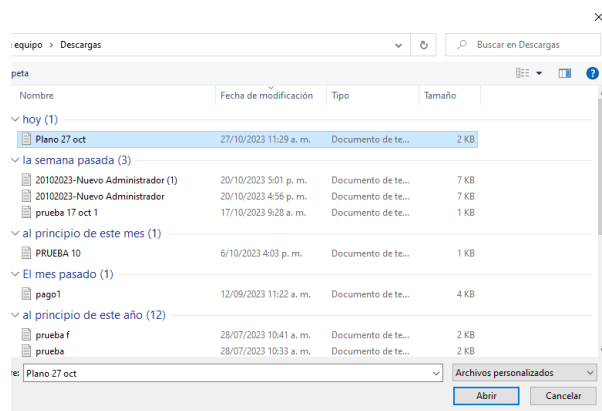 equipo > Descargas
Buscar en Descargas
peta
Nombre Fecha de modificación Tipo Tamaño
hoy (1)
Plano 27 oct 27/10/2023 11:29 a. m. Documento de te... 2 KB
la semana pasada (3)
20102023-Nuevo Administrador (1) 20/10/2023 5:01 p. m. Documento de te... 7 KB
20102023-Nuevo Administrador 20/10/2023 4:56 p. m. Documento de te... 7 KB
prueba 17 oct 1 17/10/2023 9:28 a. m. Documento de te... 1 KB
al principio de este mes (1)
PRUEBA 10 6/10/2023 4:03 p. m. Documento de te... 1 KB
El mes pasado (1)
pago1 12/09/2023 11:22 a. m. Documento de te... 4 KB
al principio de este año (12)
prueba f 28/07/2023 10:41 a. m. Documento de te... 2 KB
prueba 28/07/2023 10:33 a. m. Documento de te... 2 KB
re: Plano 27 oct Archivos personalizados
Abrir Cancelar